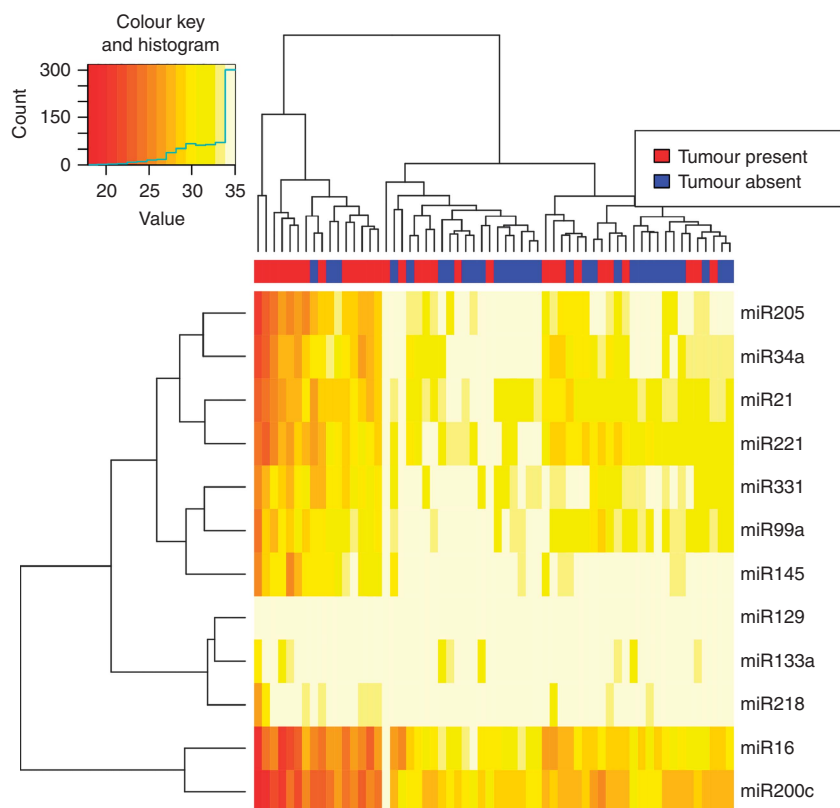 Colour key
and histogram
300
150
0
Count
20
25
30
35
Value
Tumour present
Tumour absent
miR205
miR34a
miR21
miR221
miR331
miR99a
miR145
miR129
miR133a
miR218
miR16
miR200c